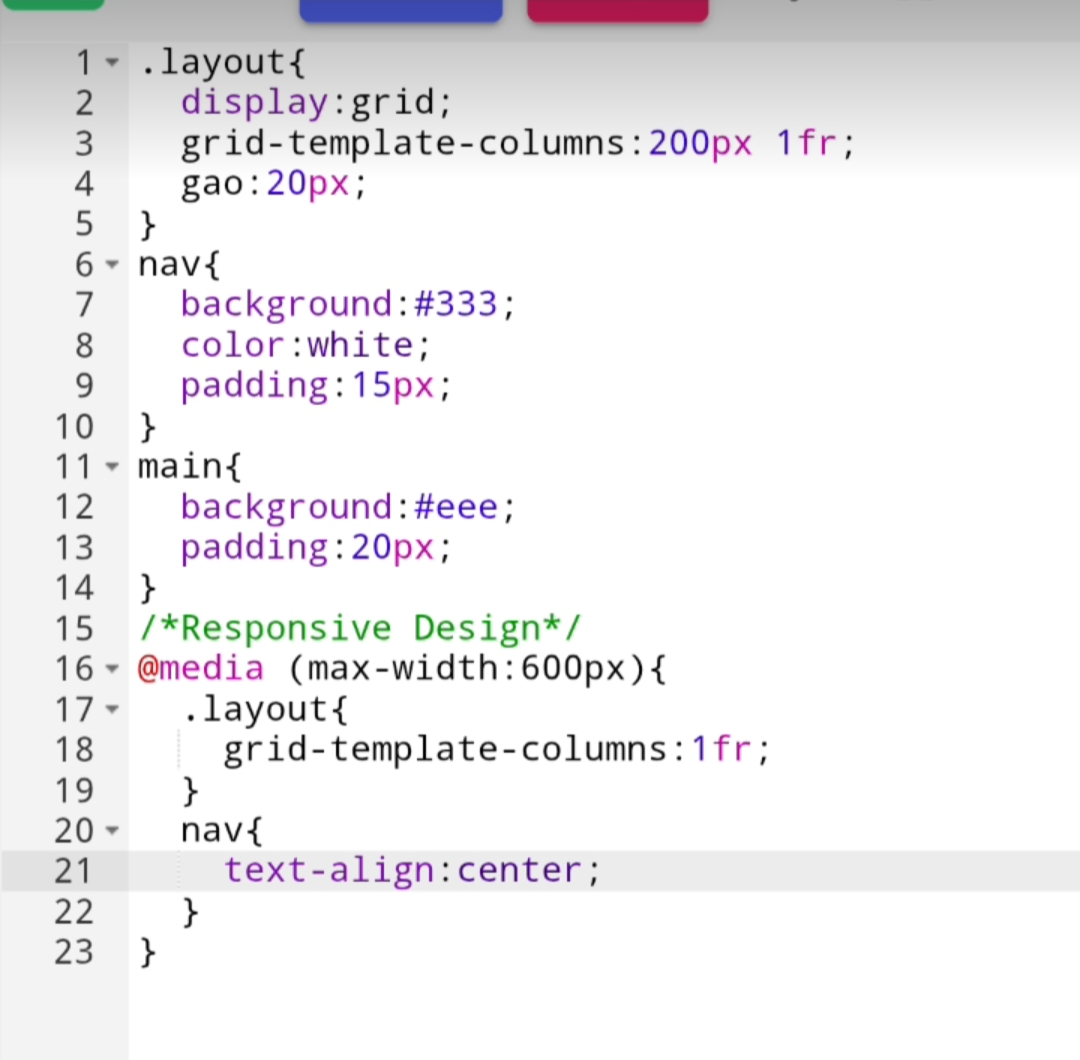 1 .layout{
2 display:grid;
3 grid-template-columns:200px 1fr;
4 gao:20px;
5 }
6 nav{
7 background:#333;
8 color:white;
9 padding:15px;
10 }
11 main{
12 background:#eee;
13 padding:20px;
14 }
15 /*Responsive Design*/
16 @media (max-width:600px){
17 .layout{
18 grid-template-columns:1fr;
19 }
20 nav{
21 text-align:center;
22 }
23 }